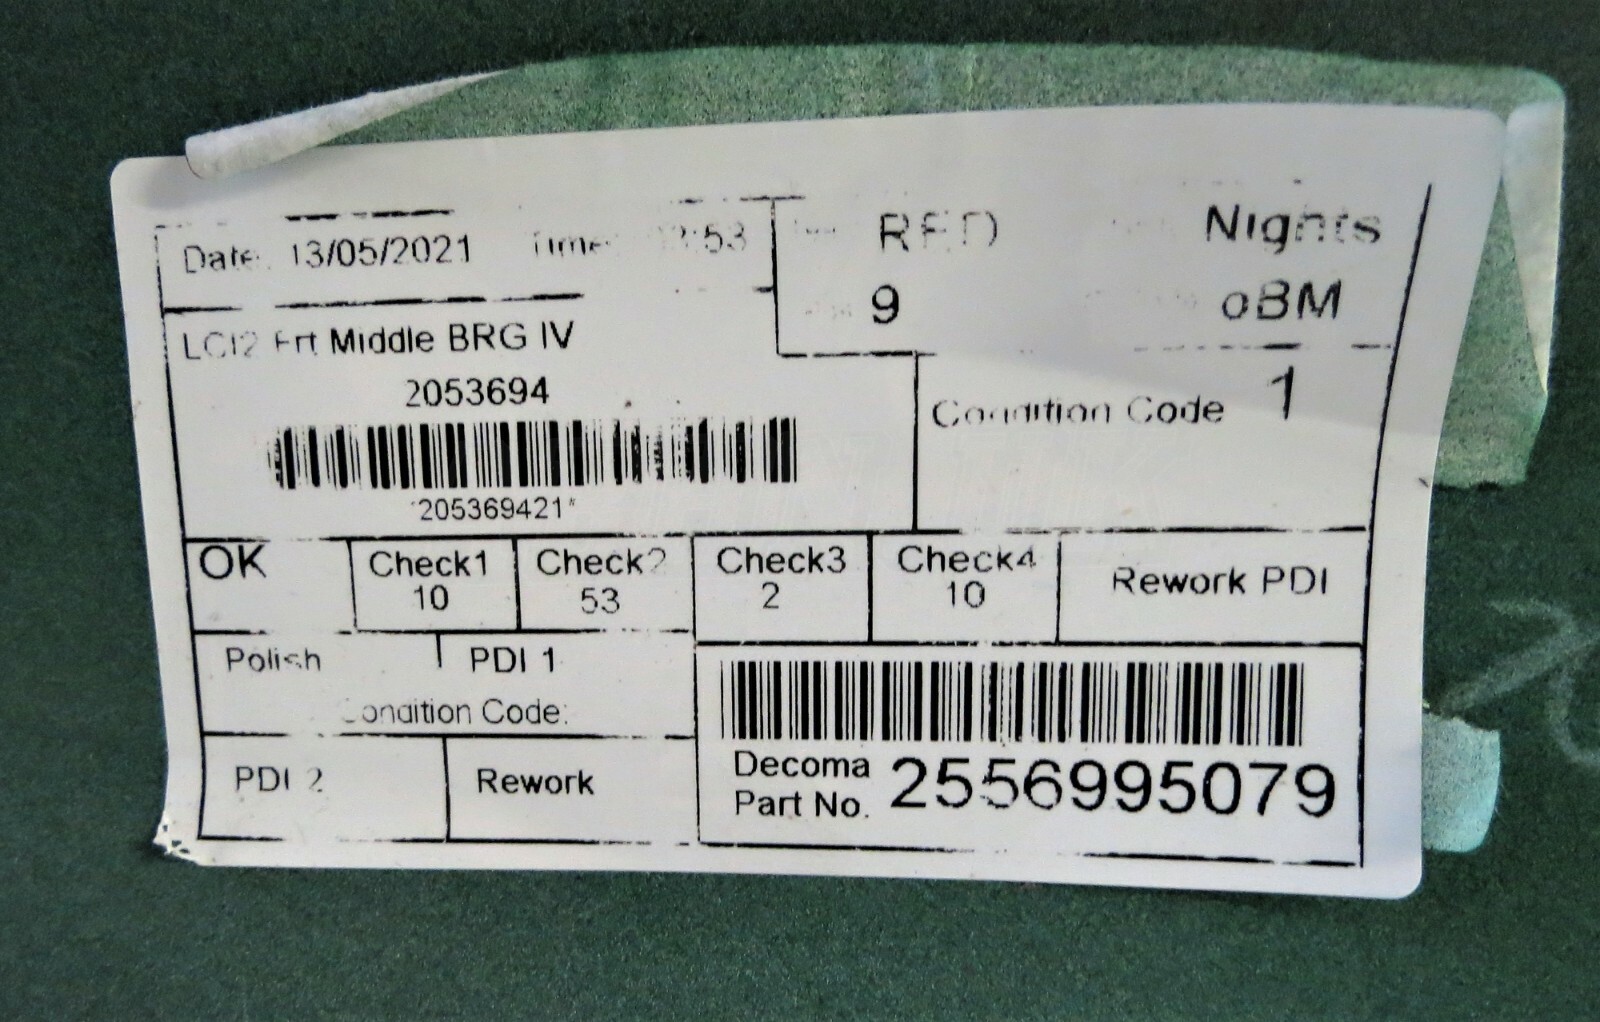 Date: 13/05/2021 Time: :53 RED Nights
9 oBM
LCI2 Frt Middle BRG IV
2053694
Condition Code 1
*205369421*
OK Check1 Check2 Check3 Check4 Rework PDI
10 53 2 10
Polish PDI 1
Condition Code:
PDI 2 Rework
Decoma
Part No. 2556995079